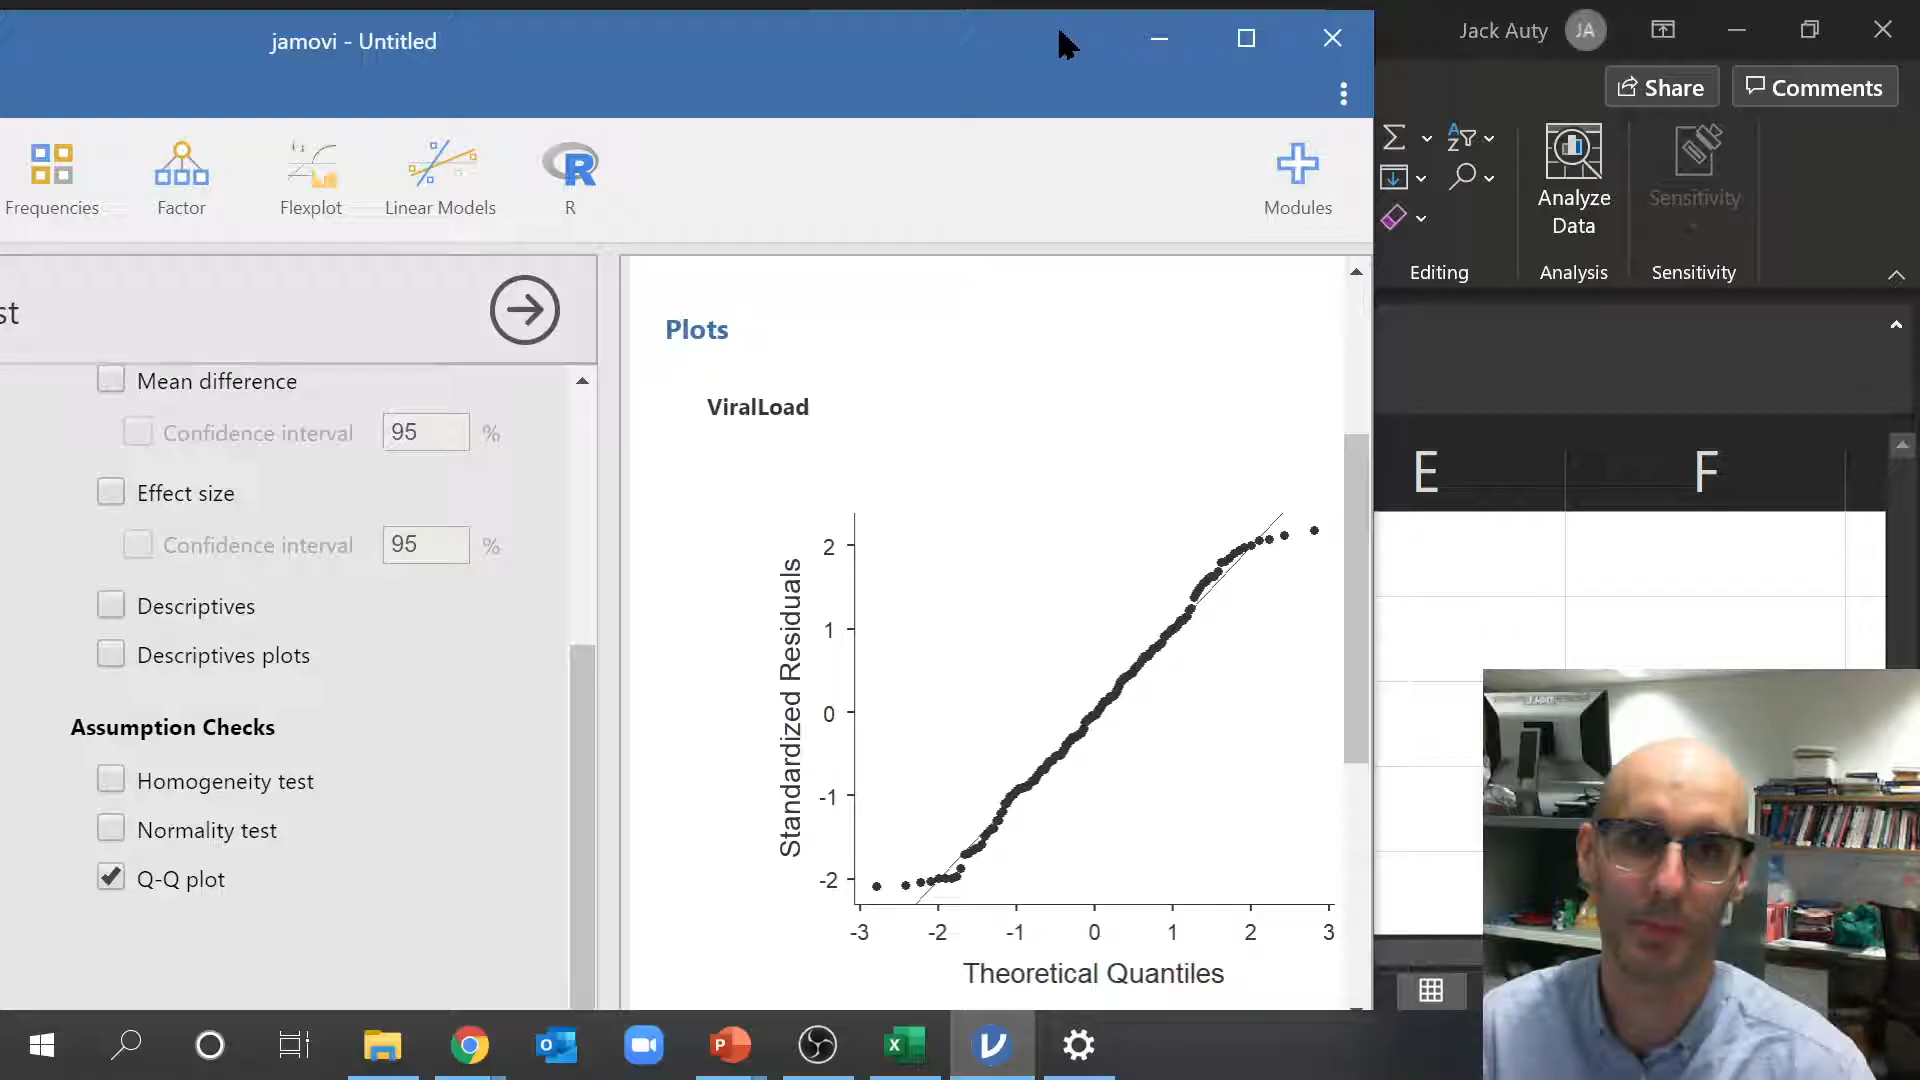 jamovi - Untitled
Jack Auty
JA
Share
Comments
Frequencies
Factor
Flexplot
Linear Models
R
Modules
Analyze
Data
Sensitivity
Editing
Analysis
Sensitivity
st
Mean difference
Confidence interval
95
%
Effect size
Confidence interval
95
%
Descriptives
Descriptives plots
Assumption Checks
Homogeneity test
Normality test
Q-Q plot
Plots
ViralLoad
Standardized Residuals
2
1
0
-1
-2
-3
-2
-1
0
1
2
3
Theoretical Quantiles
E
F